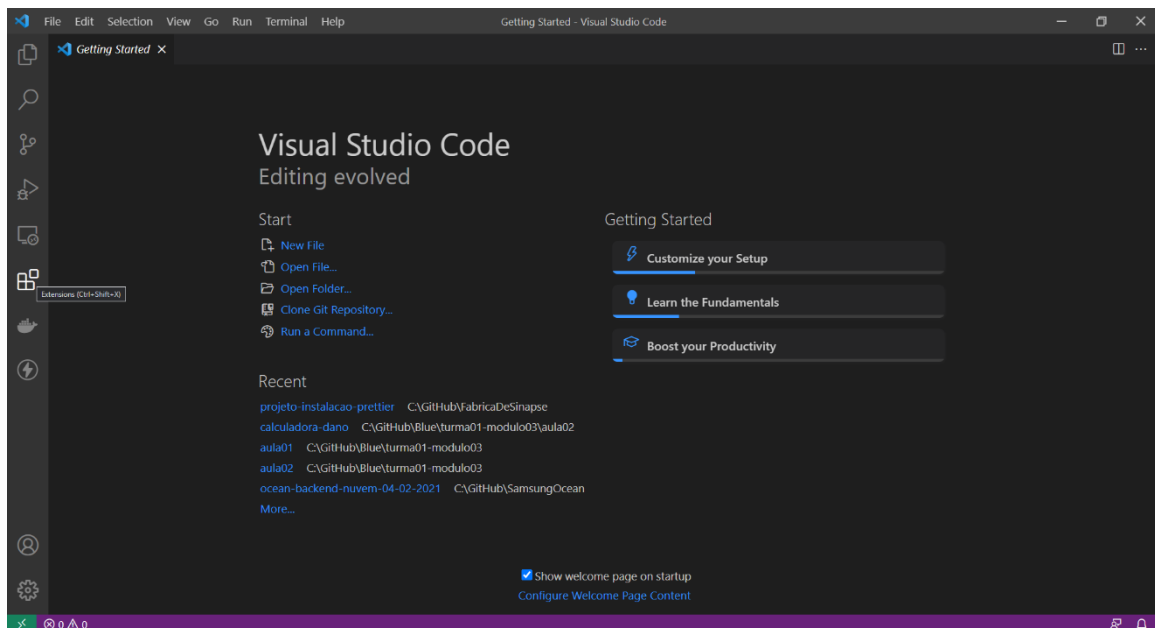 File Edit Selection View Go Run Terminal Help Getting Started - Visual Studio Code
Getting Started
Visual Studio Code
Editing evolved
Start
New File
Open File...
Open Folder...
Clone Git Repository...
Run a Command...
Recent
projeto-instalacao-prettier C:\GitHub\FabricaDeSinapse
calculadora-dano C:\GitHub\Blue\turma01-modulo03\aula02
aula01 C:\GitHub\Blue\turma01-modulo03
aula02 C:\GitHub\Blue\turma01-modulo03
ocean-backend-nuvem-04-02-2021 C:\GitHub\SamsungOcean
More...
Getting Started
Customize your Setup
Learn the Fundamentals
Boost your Productivity
Extensions (Ctrl+Shift+X)
Show welcome page on startup
Configure Welcome Page Content
0 0